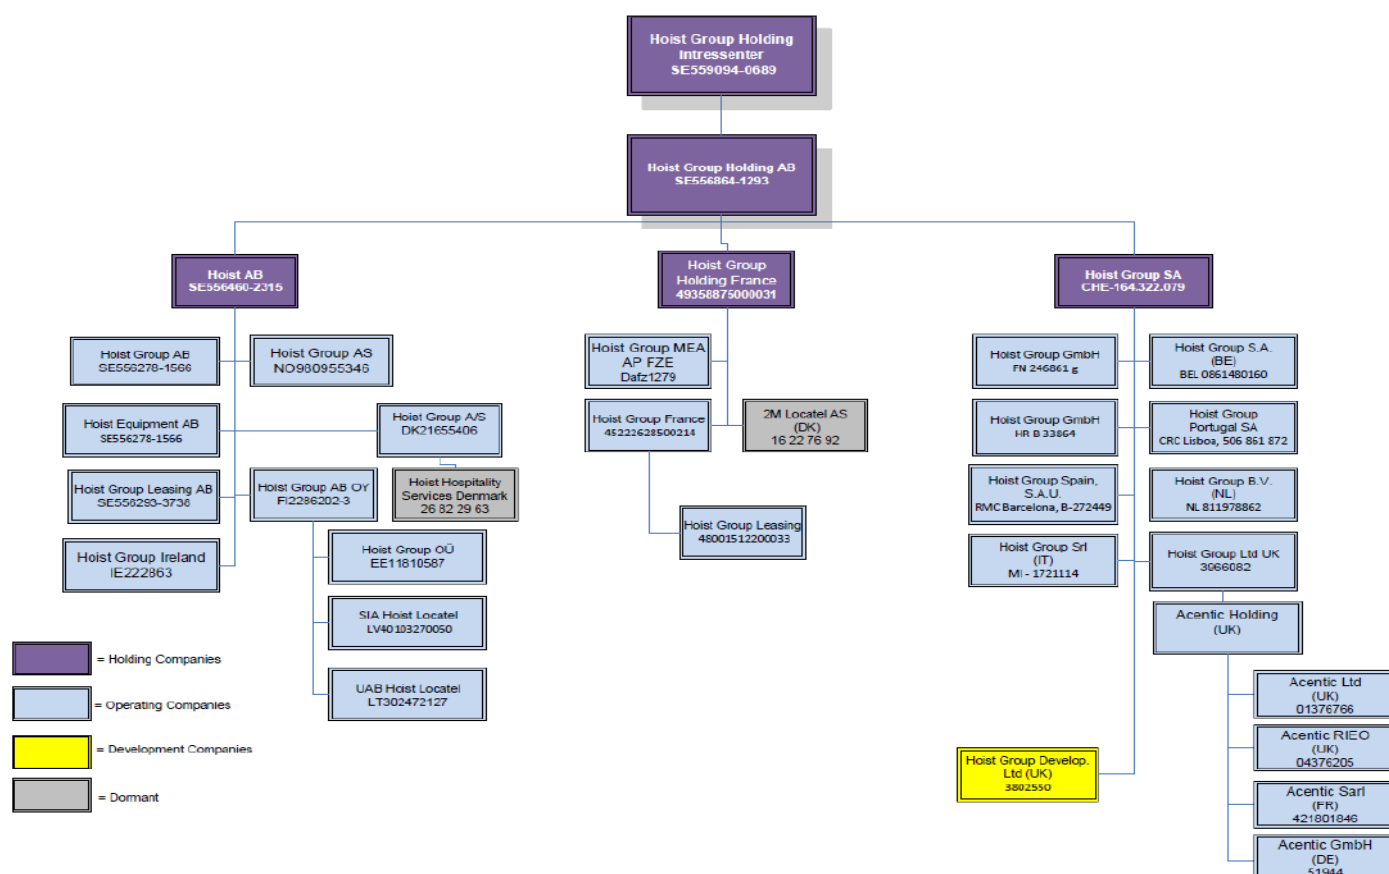 Hoist Group Holding
Intressenter
SE559094-0689
Hoist Group Holding AB
SE556864-1293
Hoist AB
SE556460-2315
Hoist Group
Holding France
49358875000031
Hoist Group SA
CHE-164.322.079
Hoist Group AB
SE556278-1566
Hoist Group AS
NO980955346
Hoist Equipment AB
SE556278-1566
Hoist Group A/S
DK21655406
Hoist Group Leasing AB
SE556293-3738
Hoist Group AB OY
FI2286202-3
Hoist Hospitality
Services Denmark
26 82 29 63
Hoist Group Ireland
IE222863
Hoist Group OÜ
EE11810587
SIA Hoist Locatel
LV40103270050
UAB Hoist Locatel
LT302472127
Hoist Group MEA
AP FZE
Dafz1279
Hoist Group France
45222628500214
2M Locatel AS
(DK)
16 22 76 92
Hoist Group Leasing
48001512200033
Hoist Group GmbH
FN 246861 g
Hoist Group S.A.
(BE)
BEL 0861480160
Hoist Group GmbH
HR B 33864
Hoist Group
Portugal SA
CRC Lisboa, 506 861 872
Hoist Group Spain,
S.A.U.
RMC Barcelona, B-272449
Hoist Group B.V.
(NL)
NL 811978862
Hoist Group Srl
(IT)
MI - 1721114
Hoist Group Ltd UK
3966082
Acentic Holding
(UK)
Acentic Ltd
(UK)
01376766
Acentic RIEO
(UK)
04376205
Acentic Sarl
(FR)
421801846
Acentic GmbH
(DE)
51944
Hoist Group Develop.
Ltd (UK)
3802550
= Holding Companies
= Operating Companies
= Development Companies
= Dormant